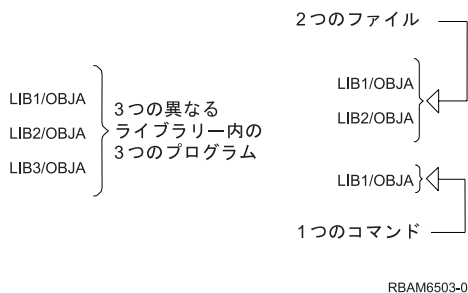 LIB1/OBJA
LIB2/OBJA
LIB3/OBJA
3つの異なる
ライブラリー内の
3つのプログラム
2つのファイル
LIB1/OBJA
LIB2/OBJA
LIB1/OBJA
1つのコマンド
RBAM6503-0